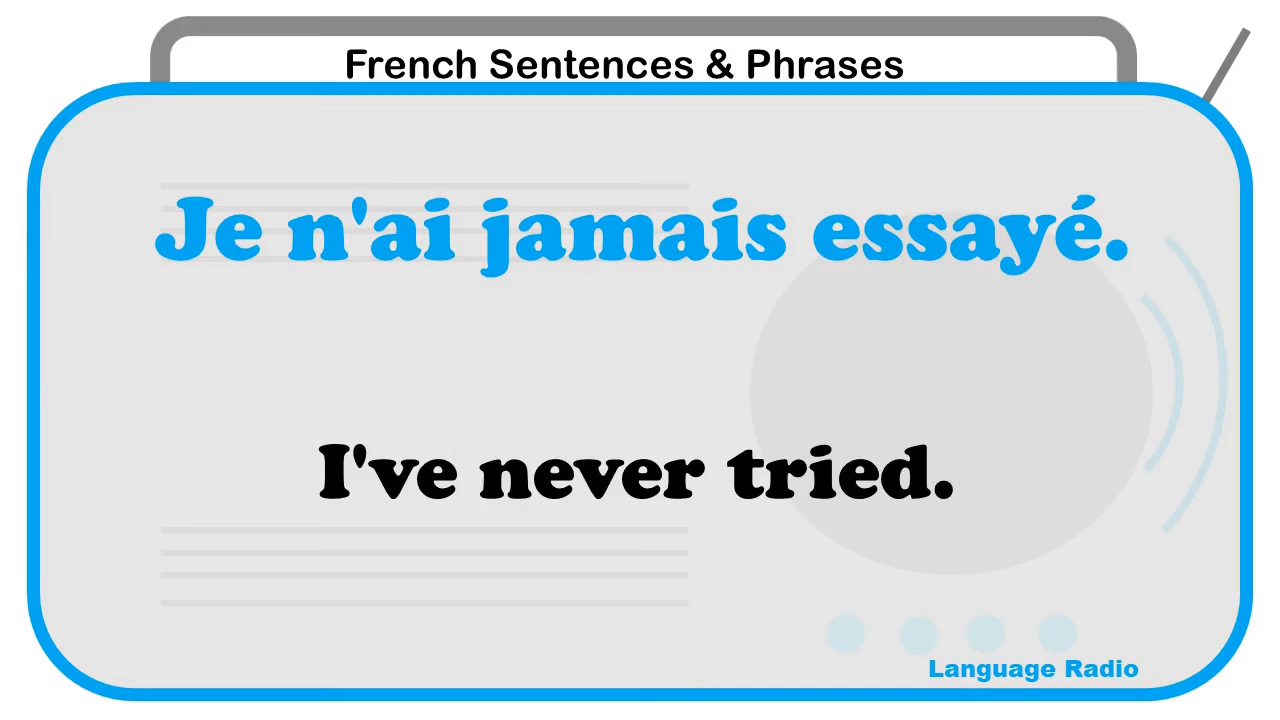 French Sentences & Phrases
Je n'ai jamais essayé.
I've never tried.
Language Radio